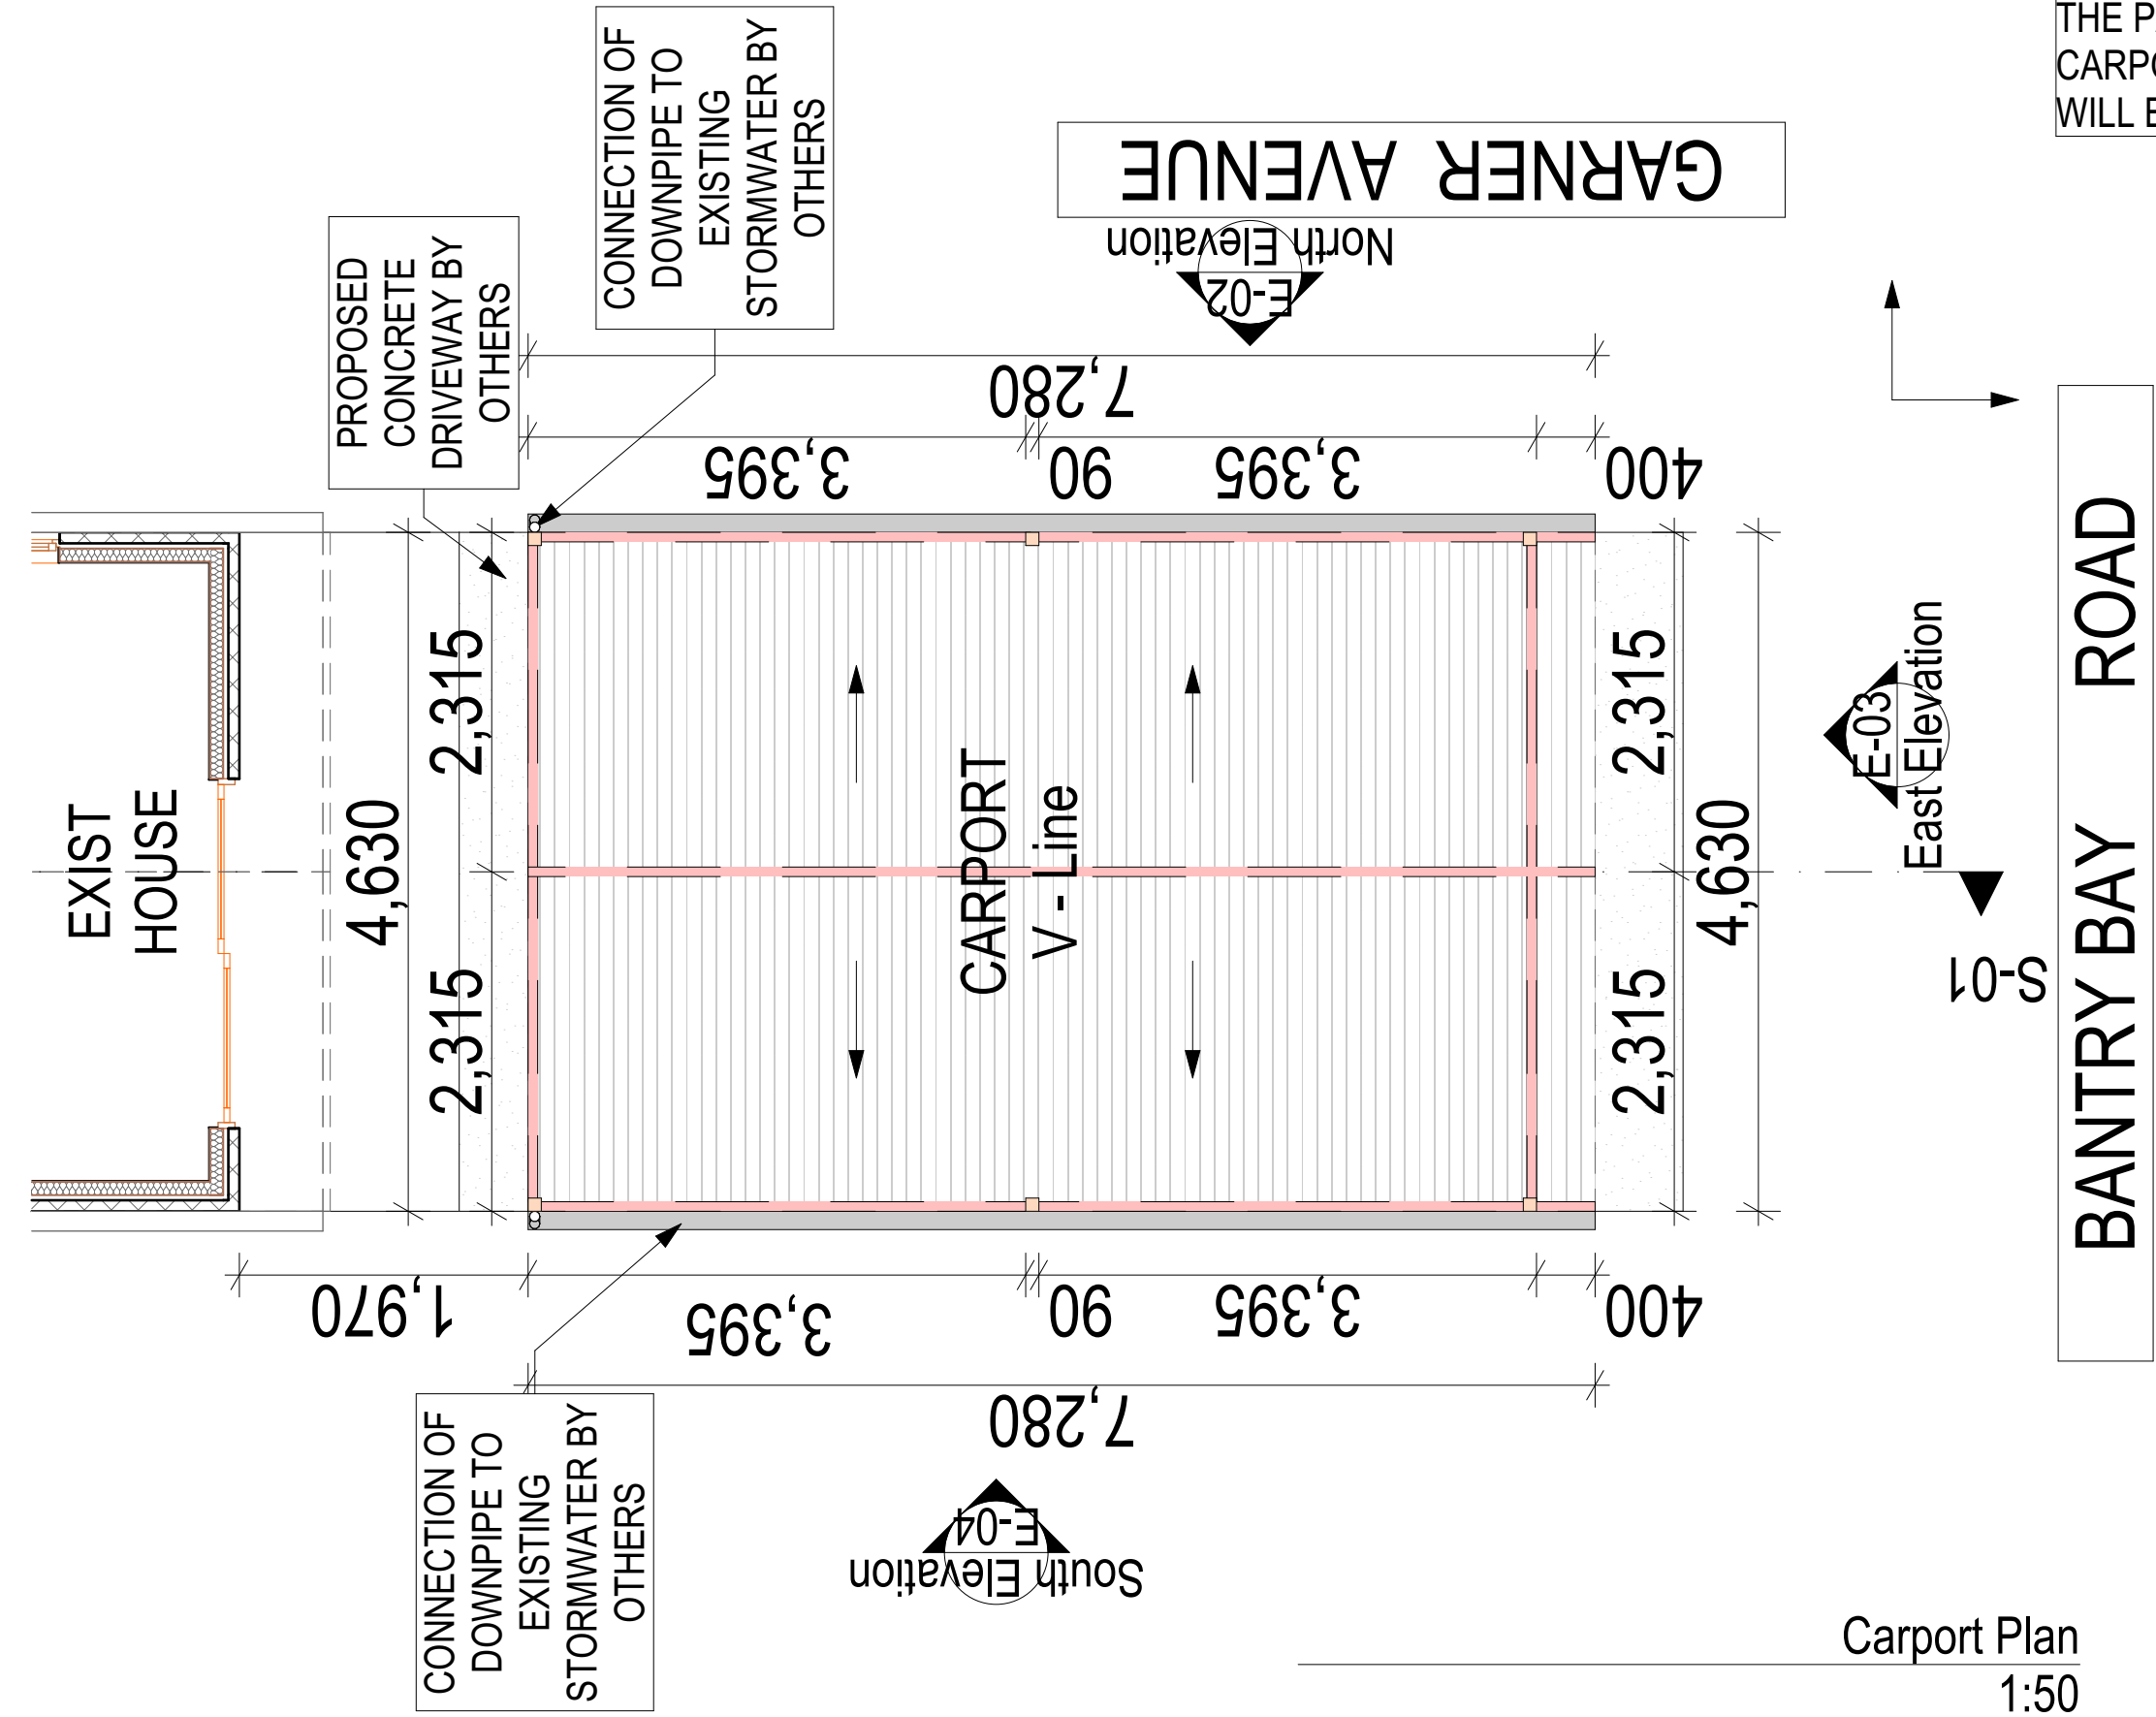 THE P
CARPO
WILL B
CONNECTION OF
DOWNPIPE TO
EXISTING
STORMWATER BY
OTHERS
GARNER AVENUE
North Elevation
E-02
PROPOSED
CONCRETE
DRIVEWAY BY
OTHERS
7,280
3,395
90
3,395
400
EXIST
HOUSE
4,630
2,315
2,315
CARPORT
V - Line
2,315
2,315
4,630
E-03
East Elevation
S-01
BANTRY BAY ROAD
1,970
3,395
90
3,395
400
7,280
CONNECTION OF
DOWNPIPE TO
EXISTING
STORMWATER BY
OTHERS
E-04
South Elevation
Carport Plan
1:50